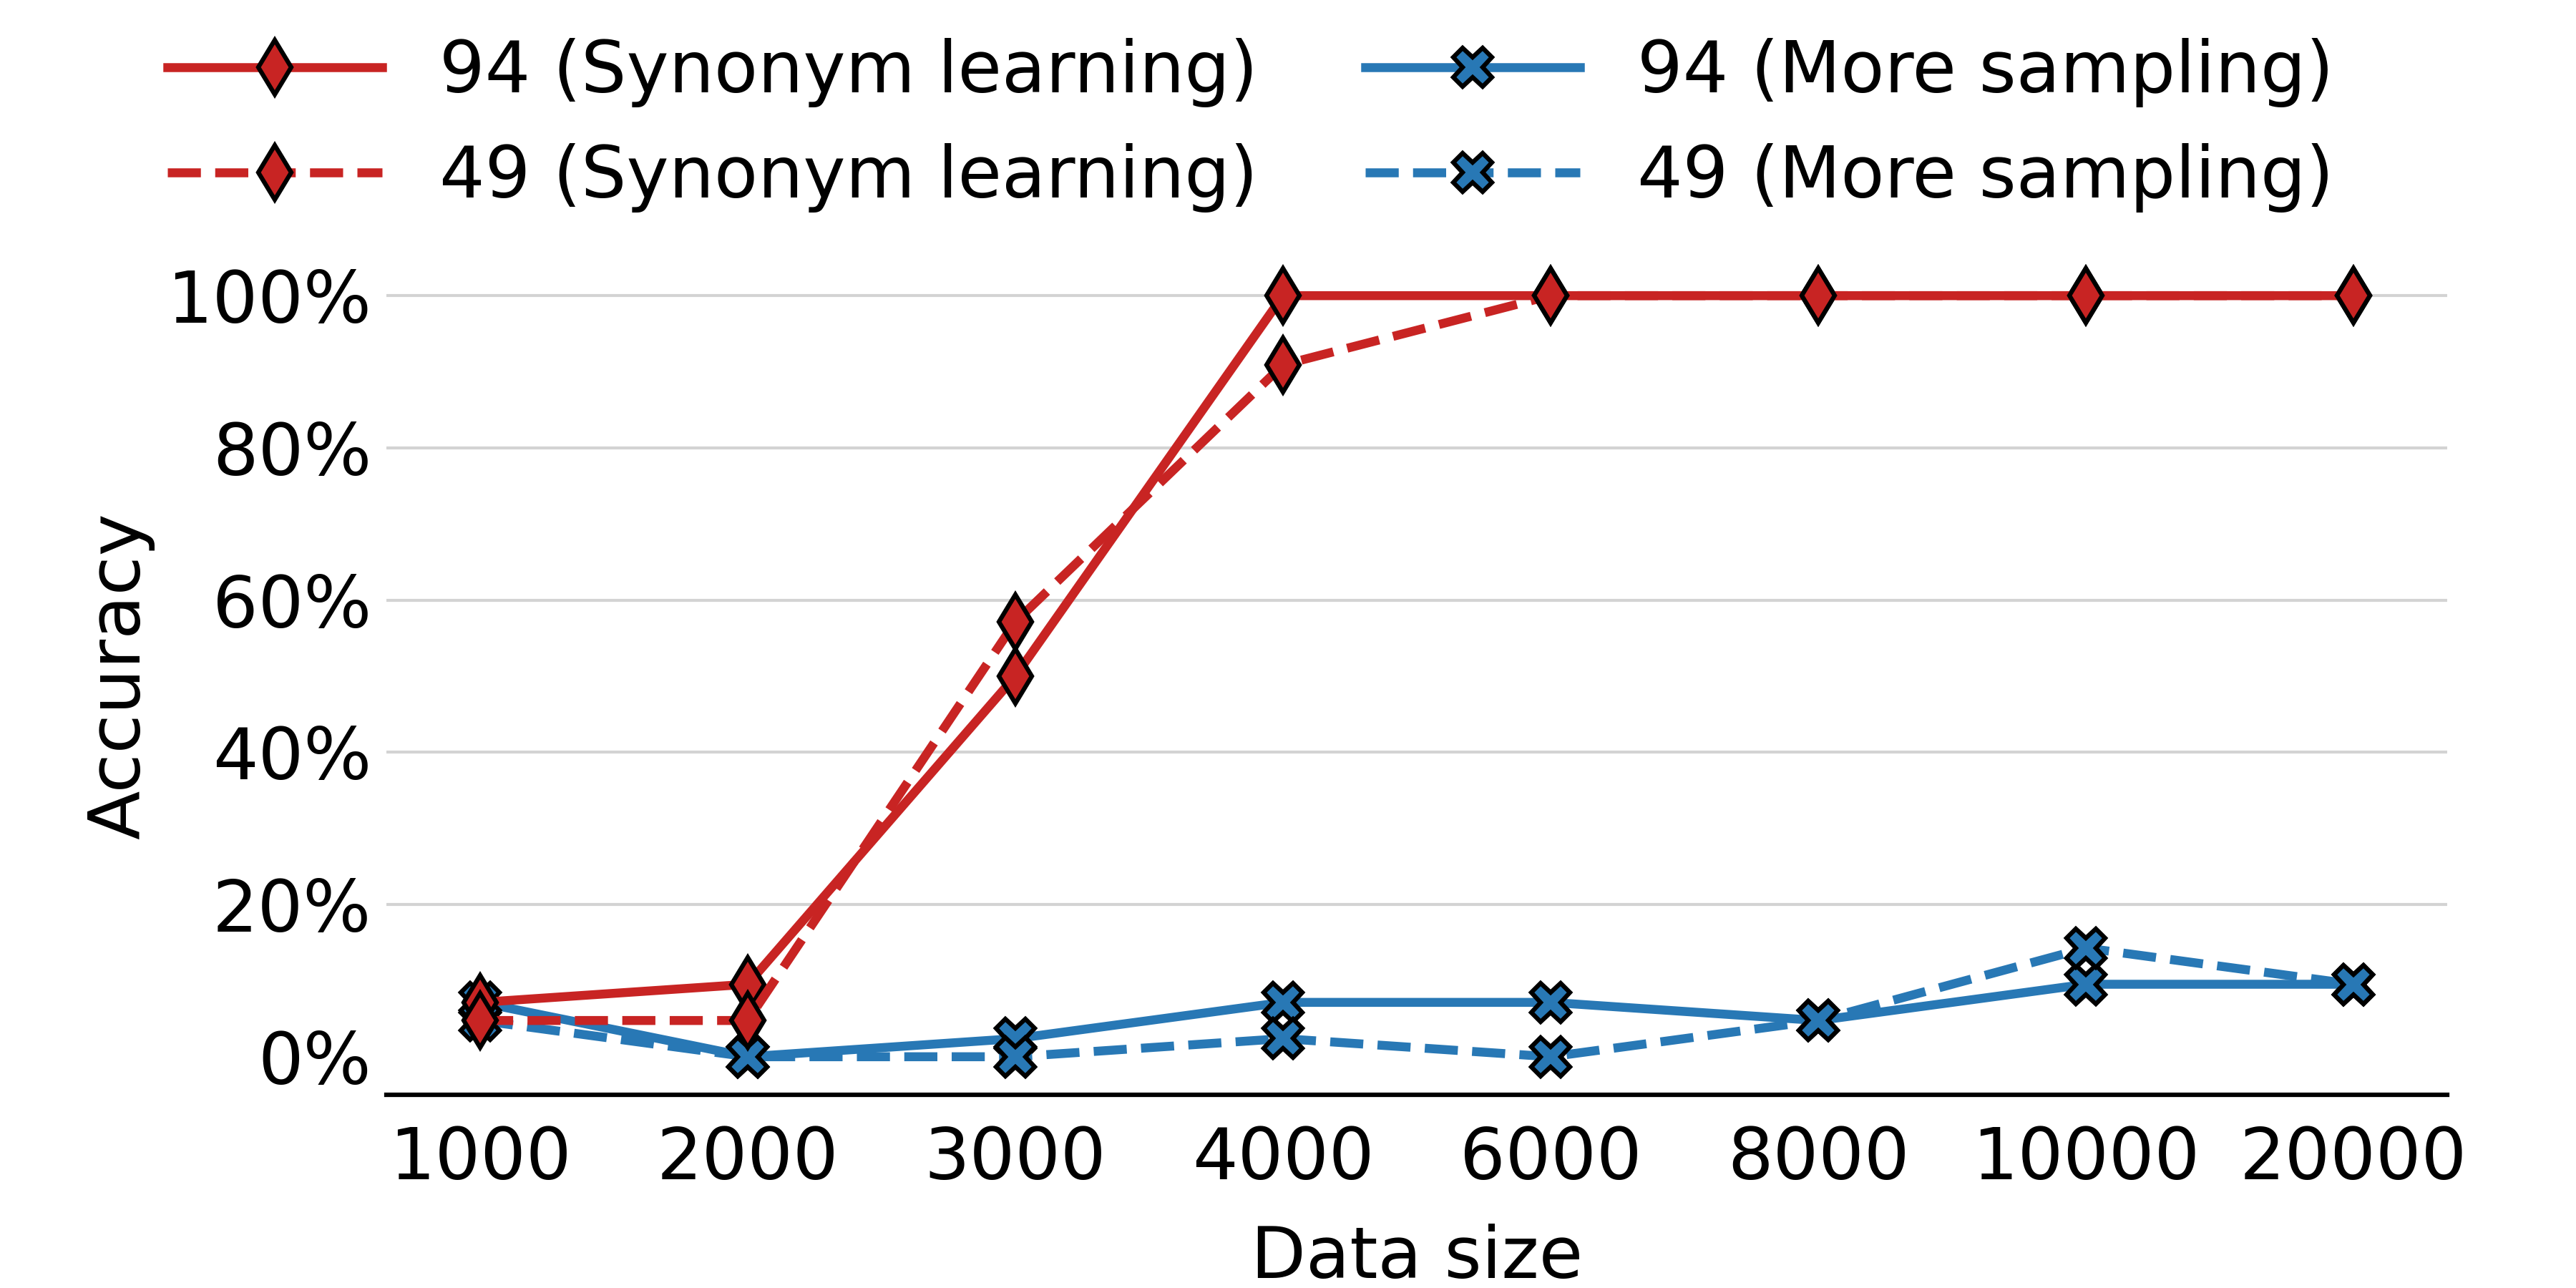 94 (Synonym learning) 94 (More sampling)
49 (Synonym learning) 49 (More sampling)
100%
80%
60%
40%
20%
0%
Accuracy
1000 2000 3000 4000 6000 8000 10000 20000
Data size